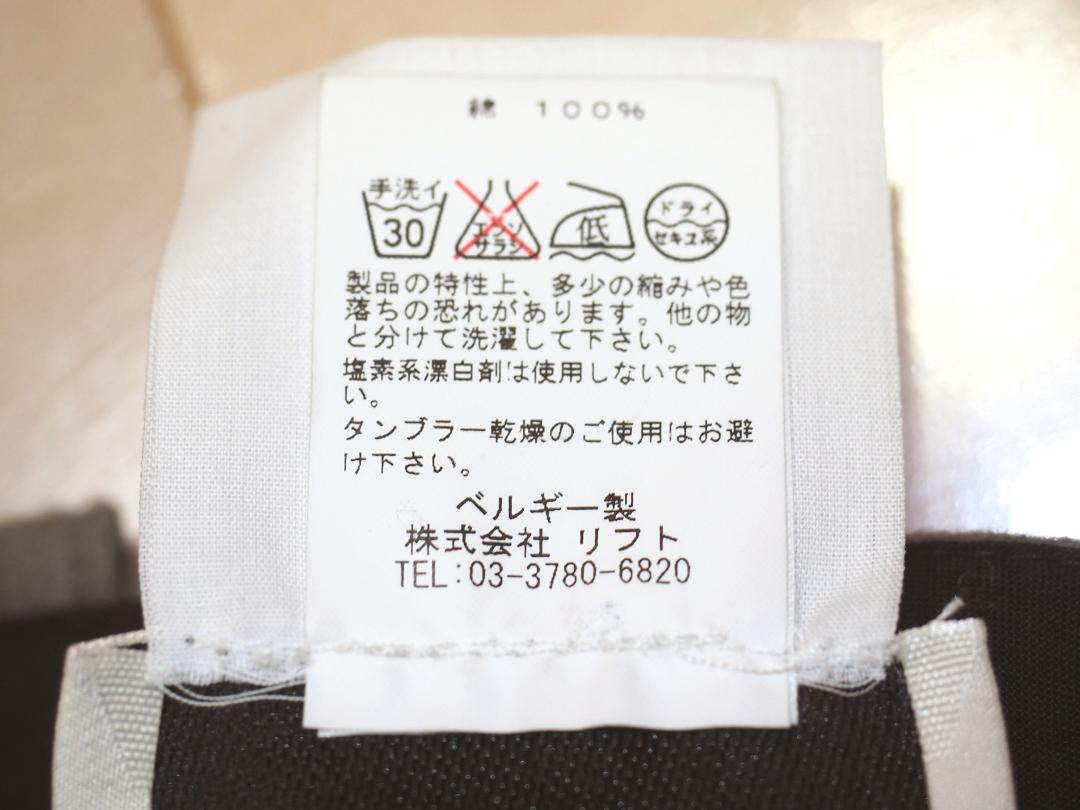 綿 100%
手洗イ
30
エンソ
サラシ
低
ドライ
セキユ系
製品の特性上、多少の縮みや色
落ちの恐れがあります。他の物
と分けて洗濯して下さい。
塩素系漂白剤は使用しないで下さ
い。
タンブラー乾燥のご使用はお避
け下さい。
ベルギー製
株式会社 リフト
TEL:03-3780-6820